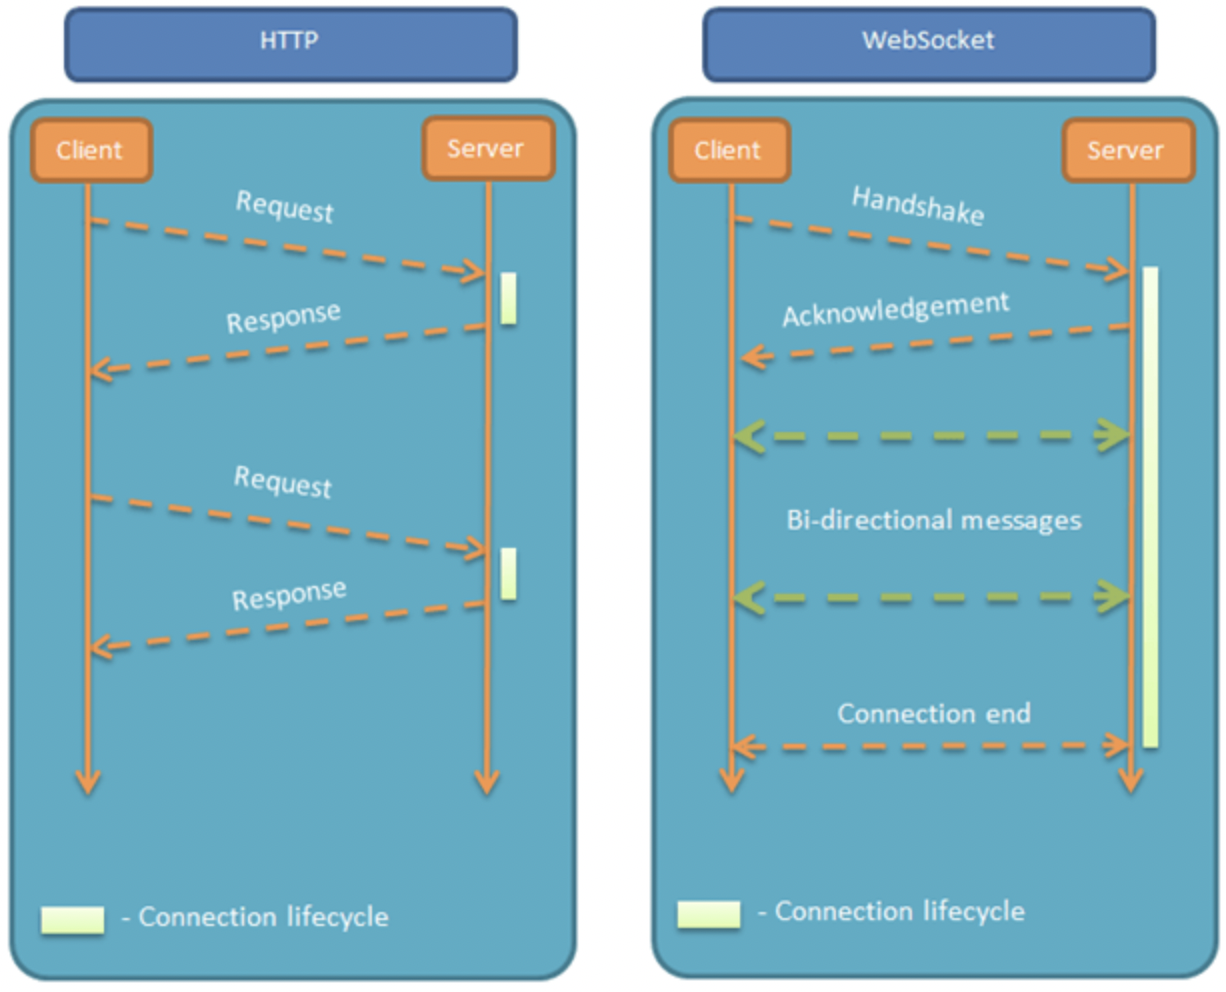 HTTP
Client
Server
Request
Response
Request
Response
- Connection lifecycle
WebSocket
Client
Server
Handshake
Acknowledgement
Bi-directional messages
Connection end
- Connection lifecycle